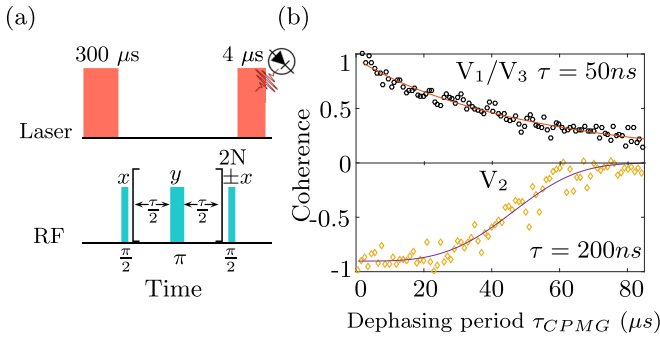 (a)
300 μs
4 μs
Laser
x
y
2N
±x
τ/2
τ/2
RF
π/2
π
π/2
Time
(b)
1
0.5
0
−0.5
−1
Coherence
V1/V3 τ = 50ns
V2
τ = 200ns
0 20 40 60 80
Dephasing period τCPMG (μs)